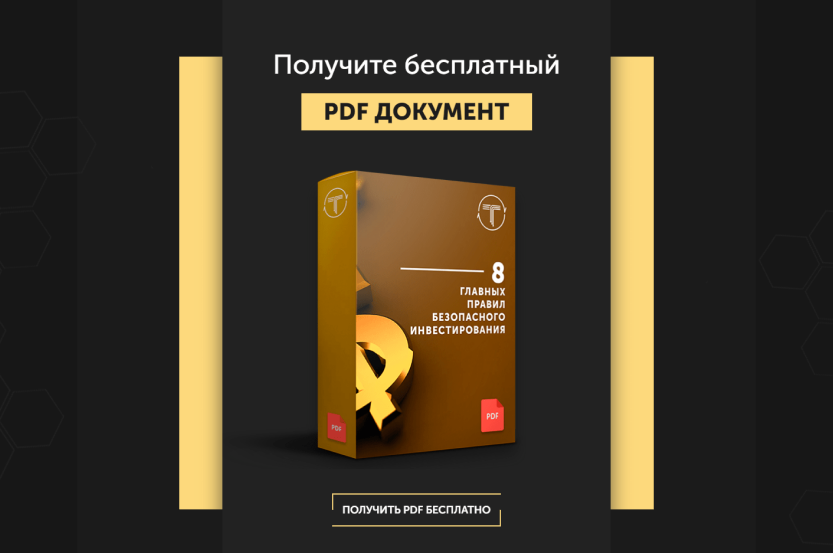 Получите бесплатный
PDF ДОКУМЕНТ
8
ГЛАВНЫХ
ПРАВИЛ
БЕЗОПАСНОГО
ИНВЕСТИРОВАНИЯ
PDF
PDF
ПОЛУЧИТЬ PDF БЕСПЛАТНО